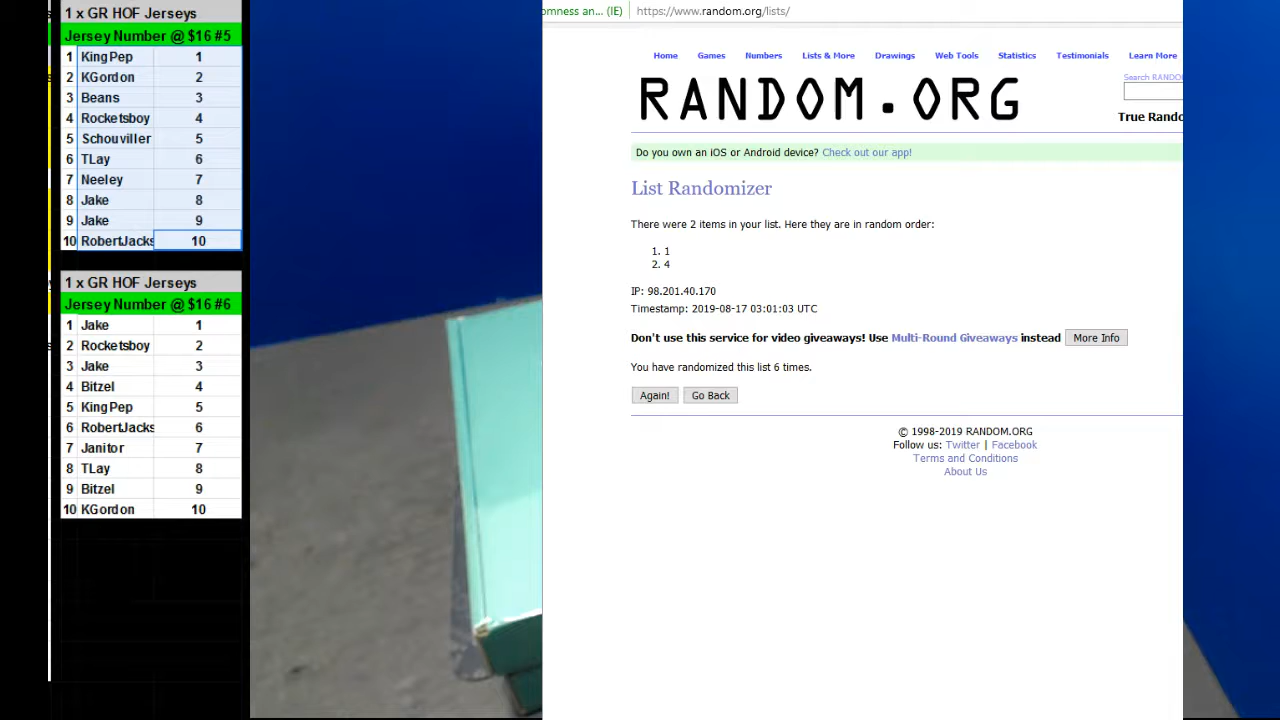 1 x GR HOF Jerseys
Jersey Number @ $16 #5
1 KingPep 1
2 KGordon 2
3 Beans 3
4 Rocketsboy 4
5 Schouviller 5
6 TLay 6
7 Neeley 7
8 Jake 8
9 Jake 9
10 RobertJacks 10
1 x GR HOF Jerseys
Jersey Number @ $16 #6
1 Jake 1
2 Rocketsboy 2
3 Jake 3
4 Bitzel 4
5 KingPep 5
6 RobertJacks 6
7 Janitor 7
8 TLay 8
9 Bitzel 9
10 KGordon 10
omness an... (IE) https://www.random.org/lists/
Home Games Numbers Lists & More Drawings Web Tools Statistics Testimonials Learn More
Search RANDO
RANDOM.ORG
True Rando
Do you own an iOS or Android device? Check out our app!
List Randomizer
There were 2 items in your list. Here they are in random order:
1. 1
2. 4
IP: 98.201.40.170
Timestamp: 2019-08-17 03:01:03 UTC
Don't use this service for video giveaways! Use Multi-Round Giveaways instead More Info
You have randomized this list 6 times.
Again! Go Back
© 1998-2019 RANDOM.ORG
Follow us: Twitter | Facebook
Terms and Conditions
About Us